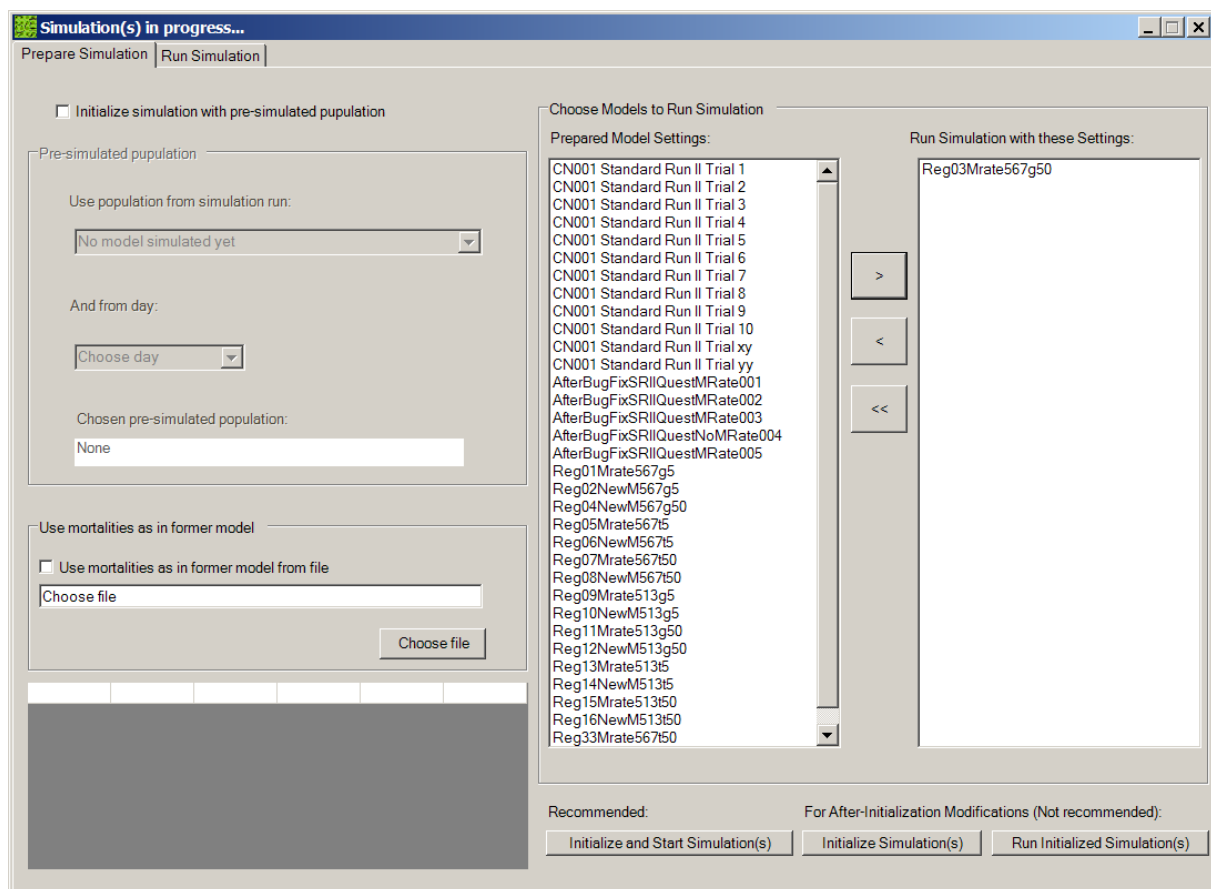 Simulation(s) in progress...
Prepare Simulation
Run Simulation
Initialize simulation with pre-simulated pupulation
Pre-simulated pupulation
Use population from simulation run:
No model simulated yet
And from day:
Choose day
Chosen pre-simulated population:
None
Use mortalities as in former model
Use mortalities as in former model from file
Choose file
Choose file
Choose Models to Run Simulation
Prepared Model Settings:
CN001 Standard Run II Trial 1
CN001 Standard Run II Trial 2
CN001 Standard Run II Trial 3
CN001 Standard Run II Trial 4
CN001 Standard Run II Trial 5
CN001 Standard Run II Trial 6
CN001 Standard Run II Trial 7
CN001 Standard Run II Trial 8
CN001 Standard Run II Trial 9
CN001 Standard Run II Trial 10
CN001 Standard Run II Trial xy
CN001 Standard Run II Trial yy
AfterBugFixSRIIQuestMRate001
AfterBugFixSRIIQuestMRate002
AfterBugFixSRIIQuestMRate003
AfterBugFixSRIIQuestNoMRate004
AfterBugFixSRIIQuestMRate005
Reg01Mrate567g5
Reg02NewM567g5
Reg04NewM567g50
Reg05Mrate567t5
Reg06NewM567t5
Reg07Mrate567t50
Reg08NewM567t50
Reg09Mrate513g5
Reg10NewM513g5
Reg11Mrate513g50
Reg12NewM513g50
Reg13Mrate513t5
Reg14NewM513t5
Reg15Mrate513t50
Reg16NewM513t50
Reg33Mrate567t50
>
<
<<
Run Simulation with these Settings:
Reg03Mrate567g50
Recommended:
Initialize and Start Simulation(s)
For After-Initialization Modifications (Not recommended):
Initialize Simulation(s)
Run Initialized Simulation(s)